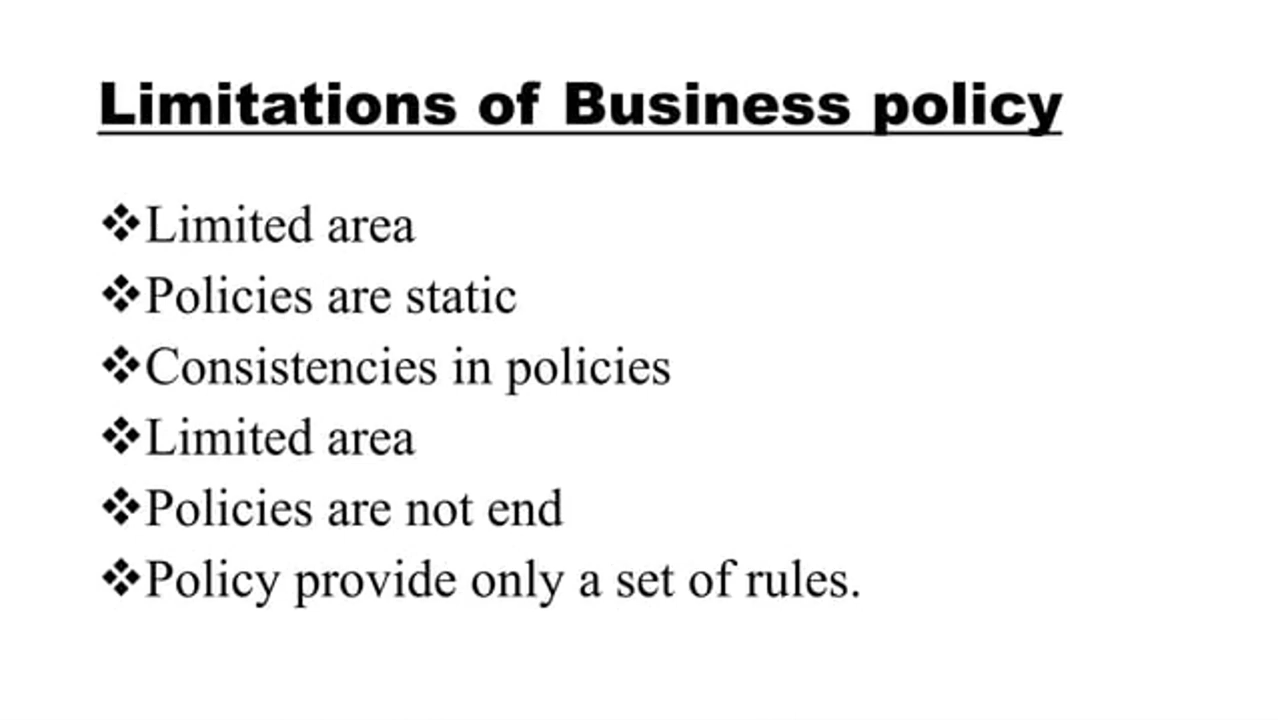 Limitations of Business policy
❖Limited area
❖Policies are static
❖Consistencies in policies
❖Limited area
❖Policies are not end
❖Policy provide only a set of rules.